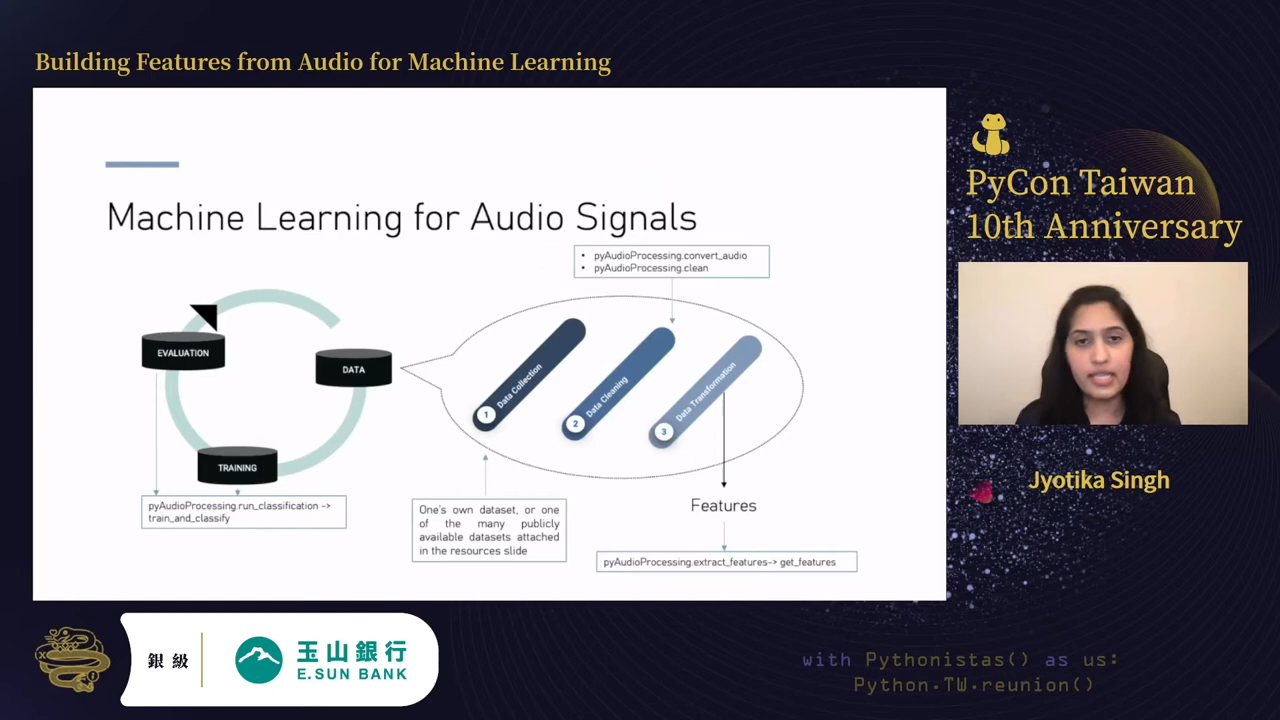 Building Features from Audio for Machine Learning
Machine Learning for Audio Signals
• pyAudioProcessing.convert_audio
• pyAudioProcessing.clean
EVALUATION
DATA
TRAINING
1 Data Collection
2 Data Cleaning
3 Data Transformation
pyAudioProcessing.run_classification ->
train_and_classify
One's own dataset, or one
of the many publicly
available datasets attached
in the resources slide
Features
pyAudioProcessing.extract_features-> get_features
PyCon Taiwan
10th Anniversary
Jyotika Singh
銀級
玉山銀行
E.SUN BANK
with Pythonistas() as us:
Python.TW.reunion()